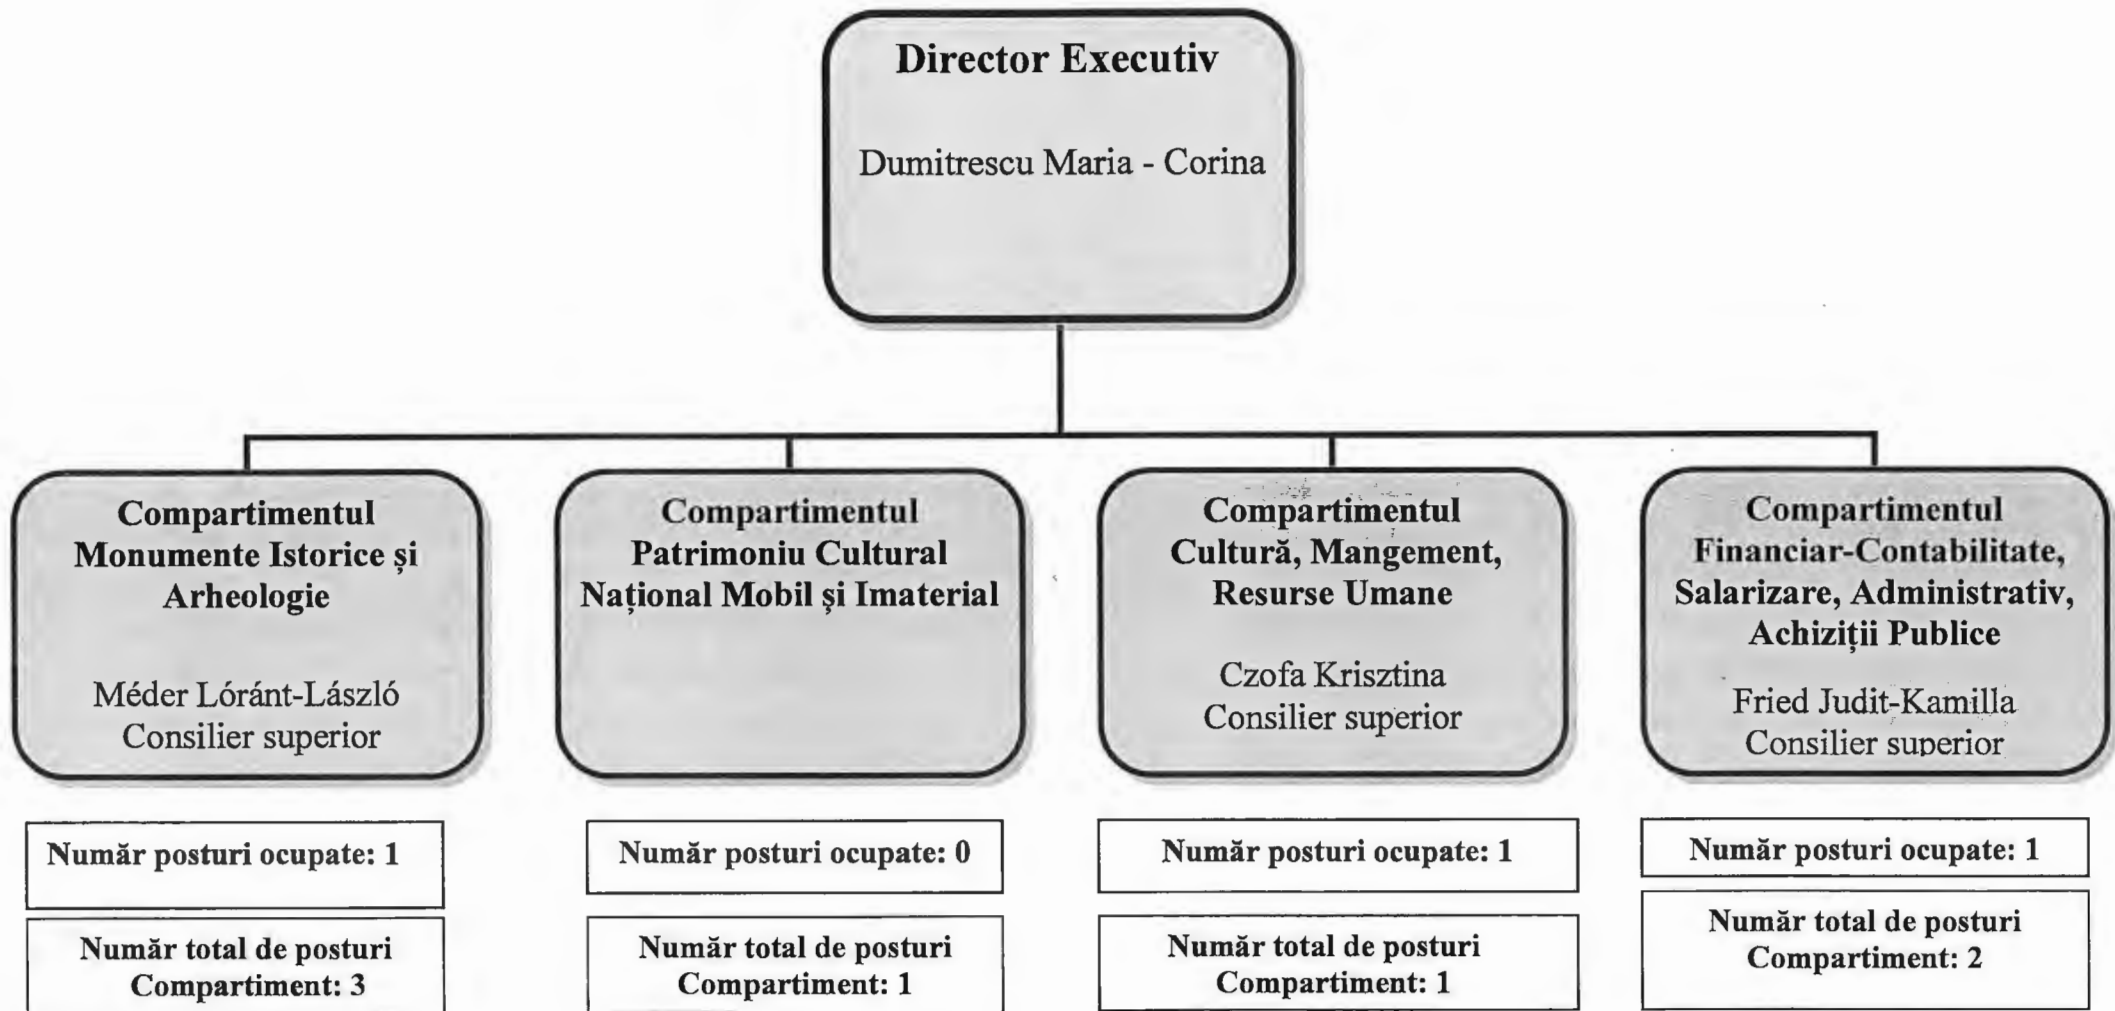 Director Executiv
Dumitrescu Maria - Corina
Compartimentul
Monumente Istorice și
Arheologie
Méder Lóránt-László
Consilier superior
Compartimentul
Patrimoniu Cultural
Național Mobil și Imaterial
Compartimentul
Cultură, Mangement,
Resurse Umane
Czofa Krisztina
Consilier superior
Compartimentul
Financiar-Contabilitate,
Salarizare, Administrativ,
Achiziții Publice
Fried Judit-Kamilla
Consilier superior
Număr posturi ocupate: 1
Număr posturi ocupate: 0
Număr posturi ocupate: 1
Număr posturi ocupate: 1
Număr total de posturi
Compartiment: 3
Număr total de posturi
Compartiment: 1
Număr total de posturi
Compartiment: 1
Număr total de posturi
Compartiment: 2